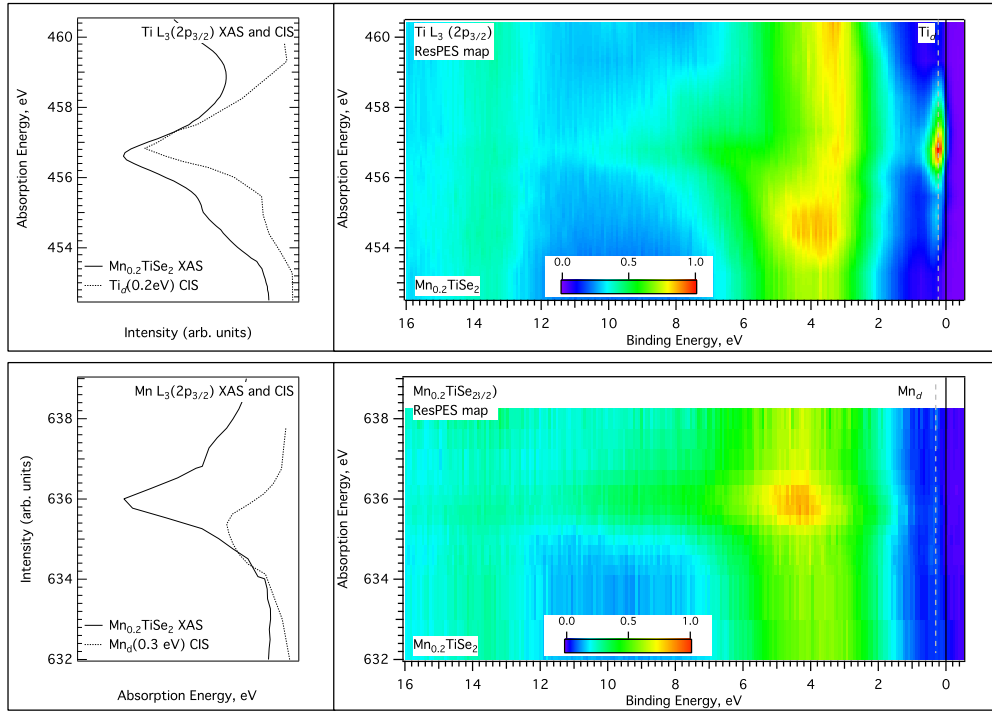 Ti L3(2p3/2) XAS and CIS
460
458
456
454
Absorption Energy, eV
Mn0.2TiSe2 XAS
Tid(0.2eV) CIS
Intensity (arb. units)
Ti L3 (2p3/2)
ResPES map
Tid
460
458
456
454
Absorption Energy, eV
0.0 0.5 1.0
Mn0.2TiSe2
16 14 12 10 8 6 4 2 0
Binding Energy, eV
Mn L3(2p3/2) XAS and CIS
638
636
634
632
Intensity (arb. units)
Mn0.2TiSe2 XAS
Mnd(0.3 eV) CIS
Absorption Energy, eV
ResPES map
Mnd
638
636
634
632
Absorption Energy, eV
0.0 0.5 1.0
Mn0.2TiSe2
16 14 12 10 8 6 4 2 0
Binding Energy, eV